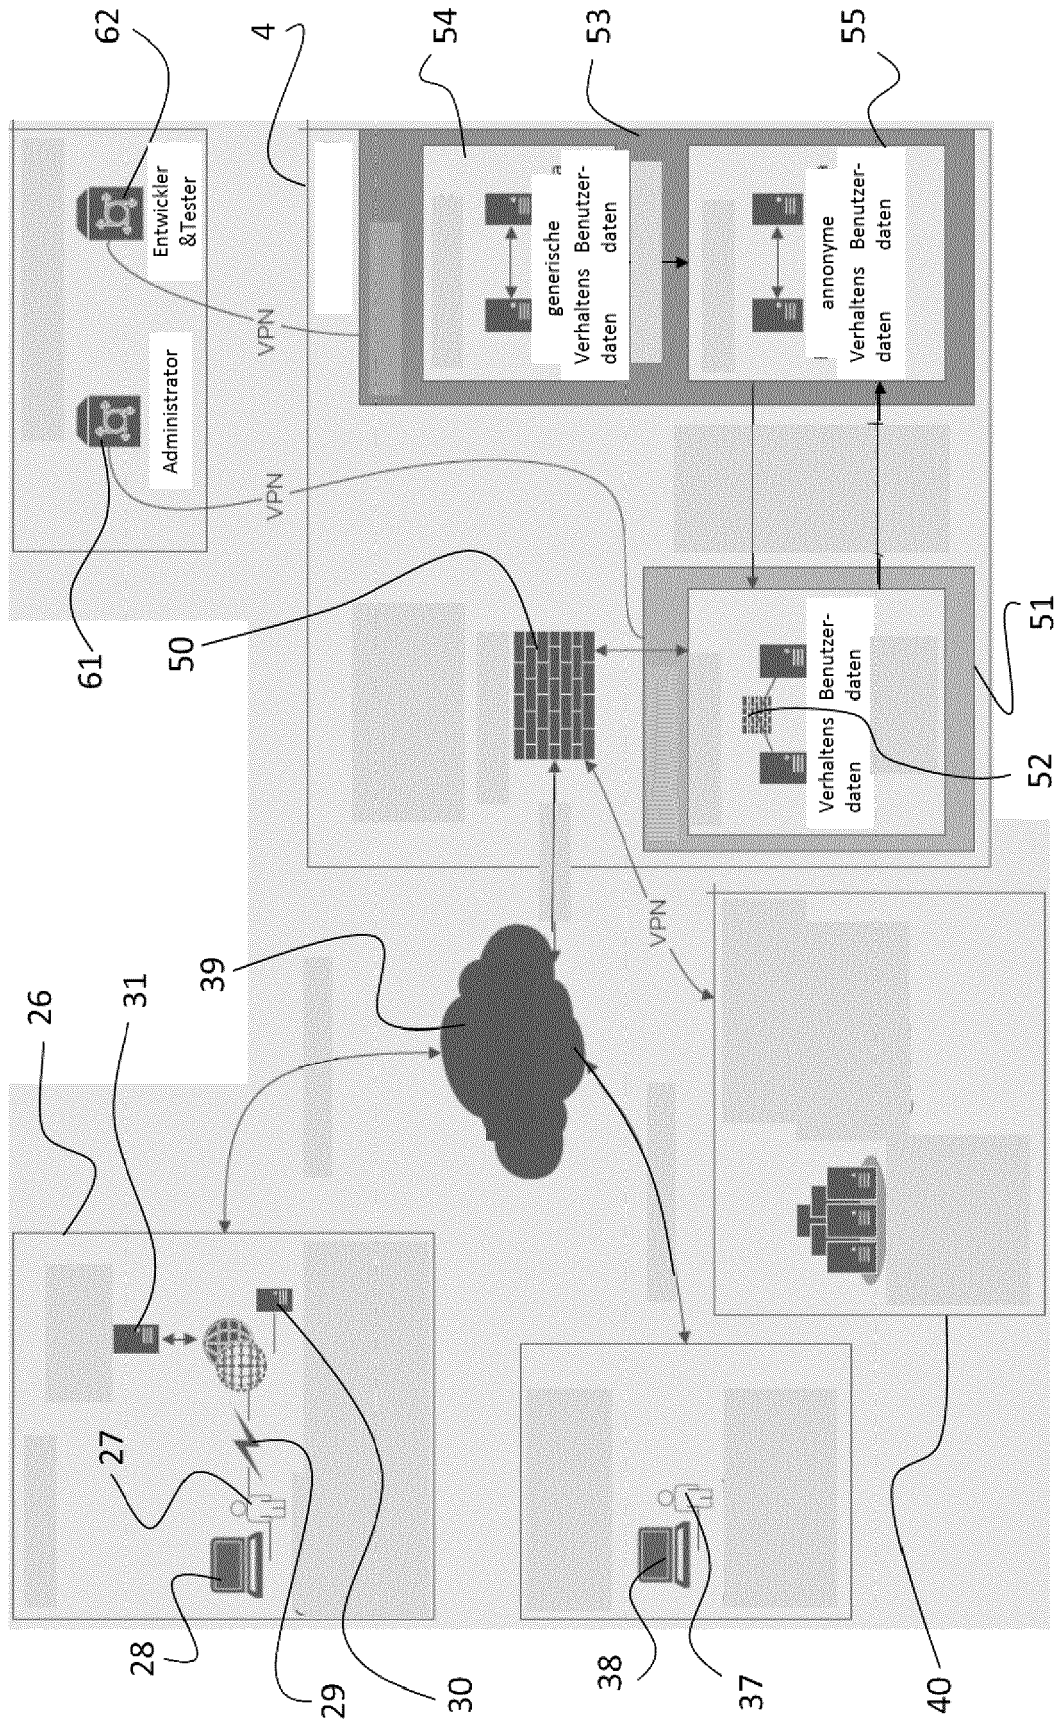 62
4
54
53
55
Entwickler
&Tester
Administrator
VPN
VPN
generische
Verhaltens Benutzer-
daten daten
annonyme
Verhaltens Benutzer-
daten daten
61
50
51
52
Verhaltens Benutzer-
daten daten
VPN
26
31
39
27
28
29
30
38
37
40